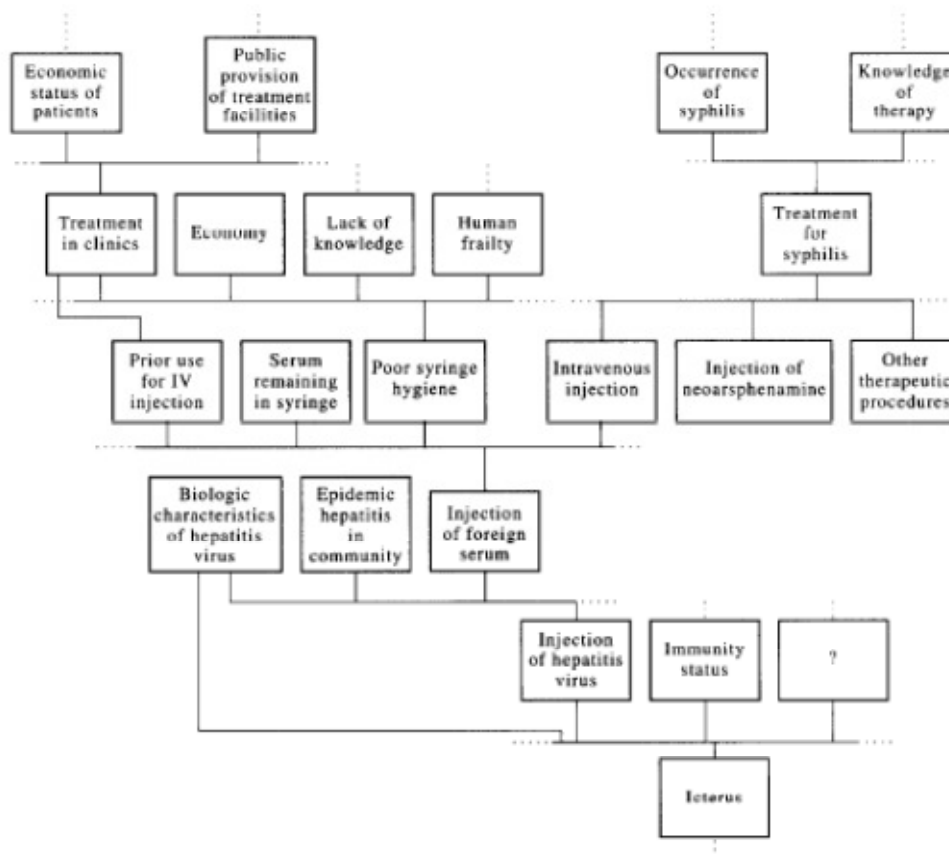 Economic
status of
patients
Public
provision
of treatment
facilities
Occurrence
of
syphilis
Knowledge
of
therapy
Treatment
in clinics
Economy
Lack of
knowledge
Human
frailty
Treatment
for
syphilis
Prior use
for IV
injection
Serum
remaining
in syringe
Poor syringe
hygiene
Intravenous
injection
Injection of
neoarsphenamine
Other
therapeutic
procedures
Biologic
characteristics
of hepatitis
virus
Epidemic
hepatitis
in
community
Injection
of foreign
serum
Injection
of hepatitis
virus
Immunity
status
?
Icterus